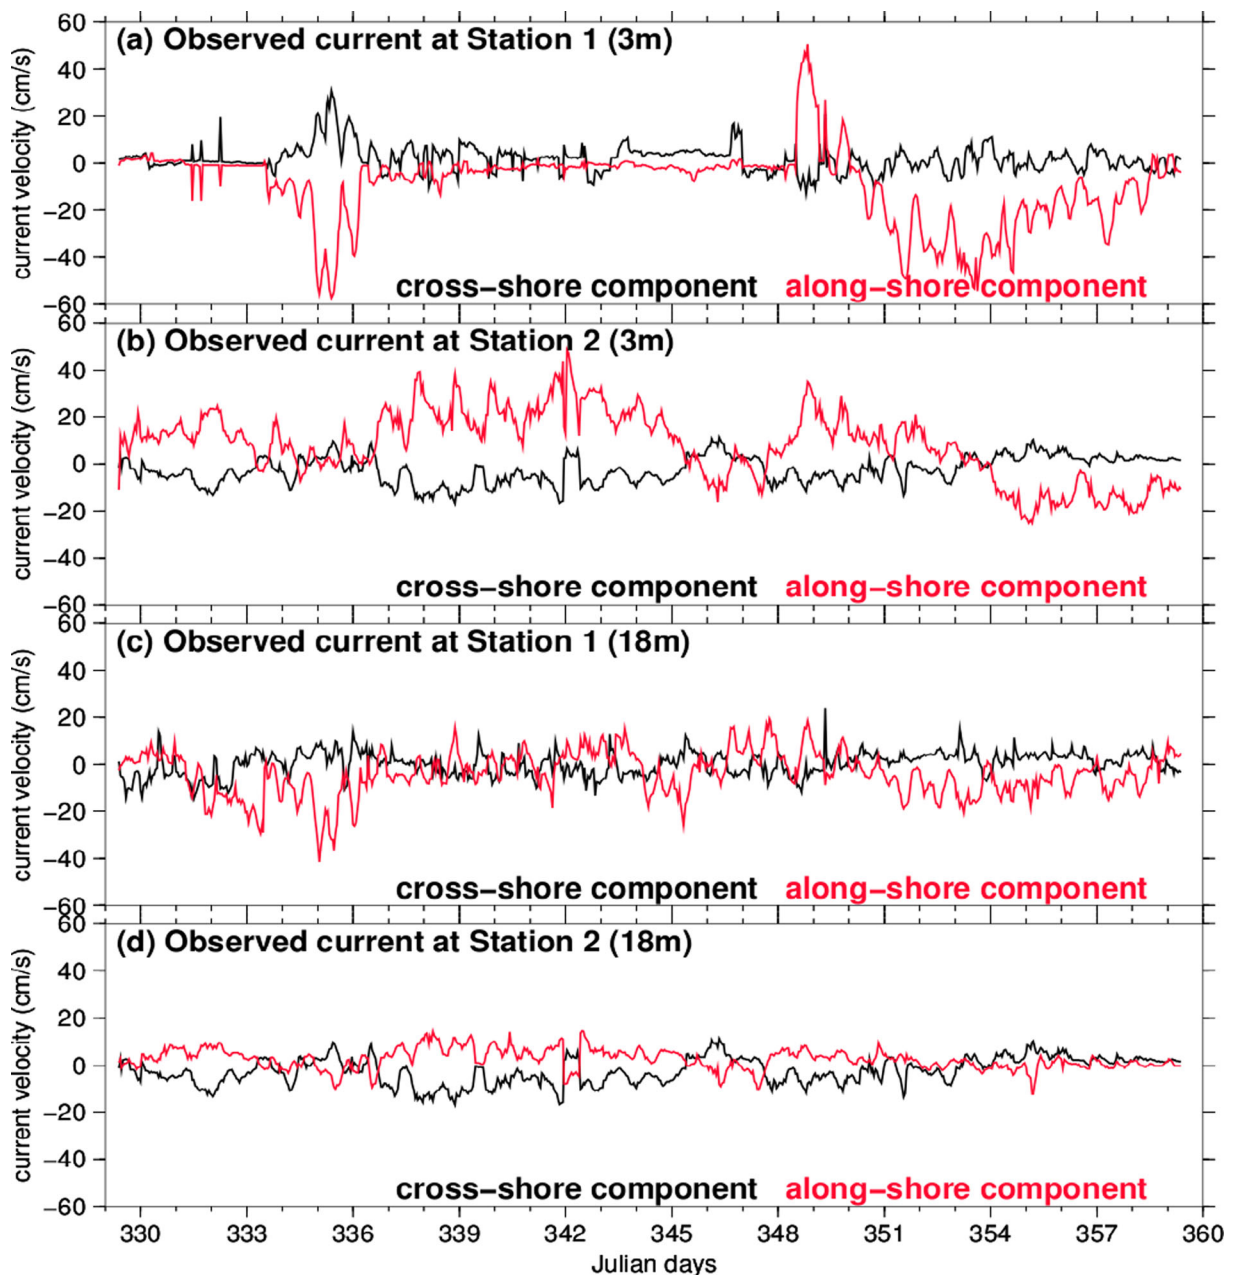 (a) Observed current at Station 1 (3m)
current velocity (cm/s)
60
40
20
0
−20
−40
−60
cross−shore component along−shore component
(b) Observed current at Station 2 (3m)
current velocity (cm/s)
60
40
20
0
−20
−40
−60
cross−shore component along−shore component
(c) Observed current at Station 1 (18m)
current velocity (cm/s)
60
40
20
0
−20
−40
−60
cross−shore component along−shore component
(d) Observed current at Station 2 (18m)
current velocity (cm/s)
60
40
20
0
−20
−40
−60
cross−shore component along−shore component
330 333 336 339 342 345 348 351 354 357 360
Julian days